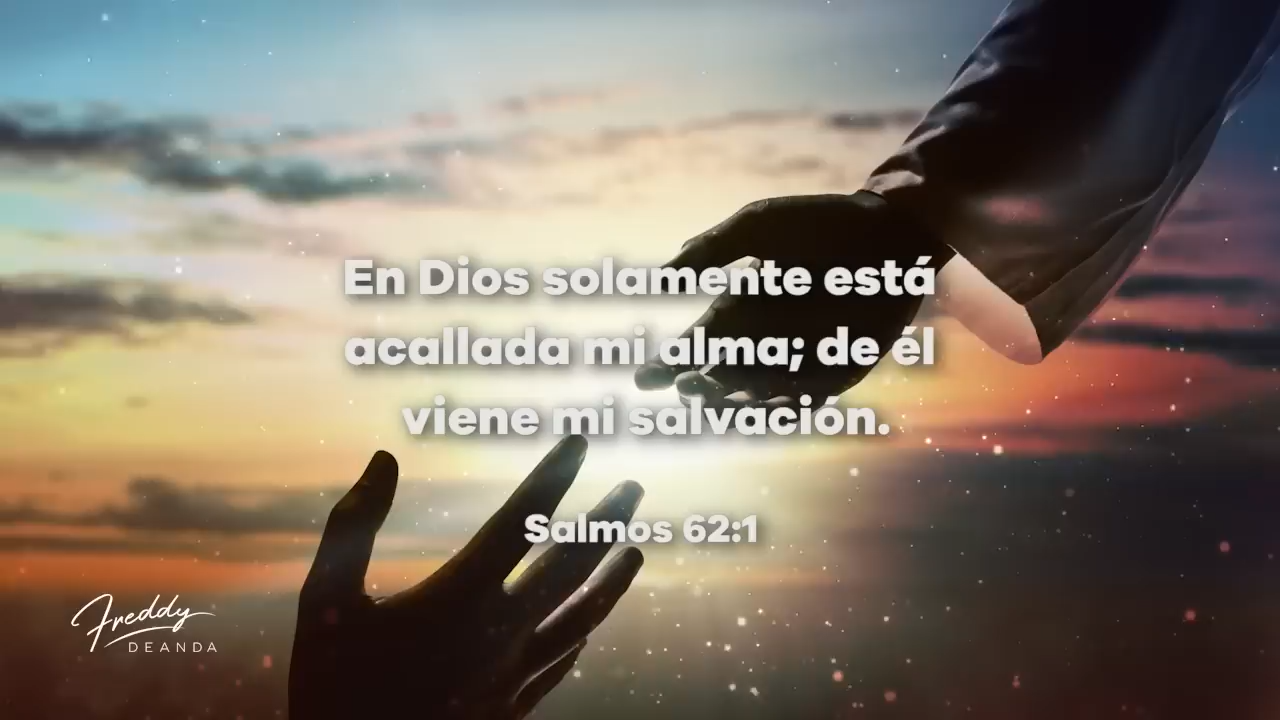 En Dios solamente está
acallada mi alma; de él
viene mi salvación.
Salmos 62:1
Freddy
DEANDA